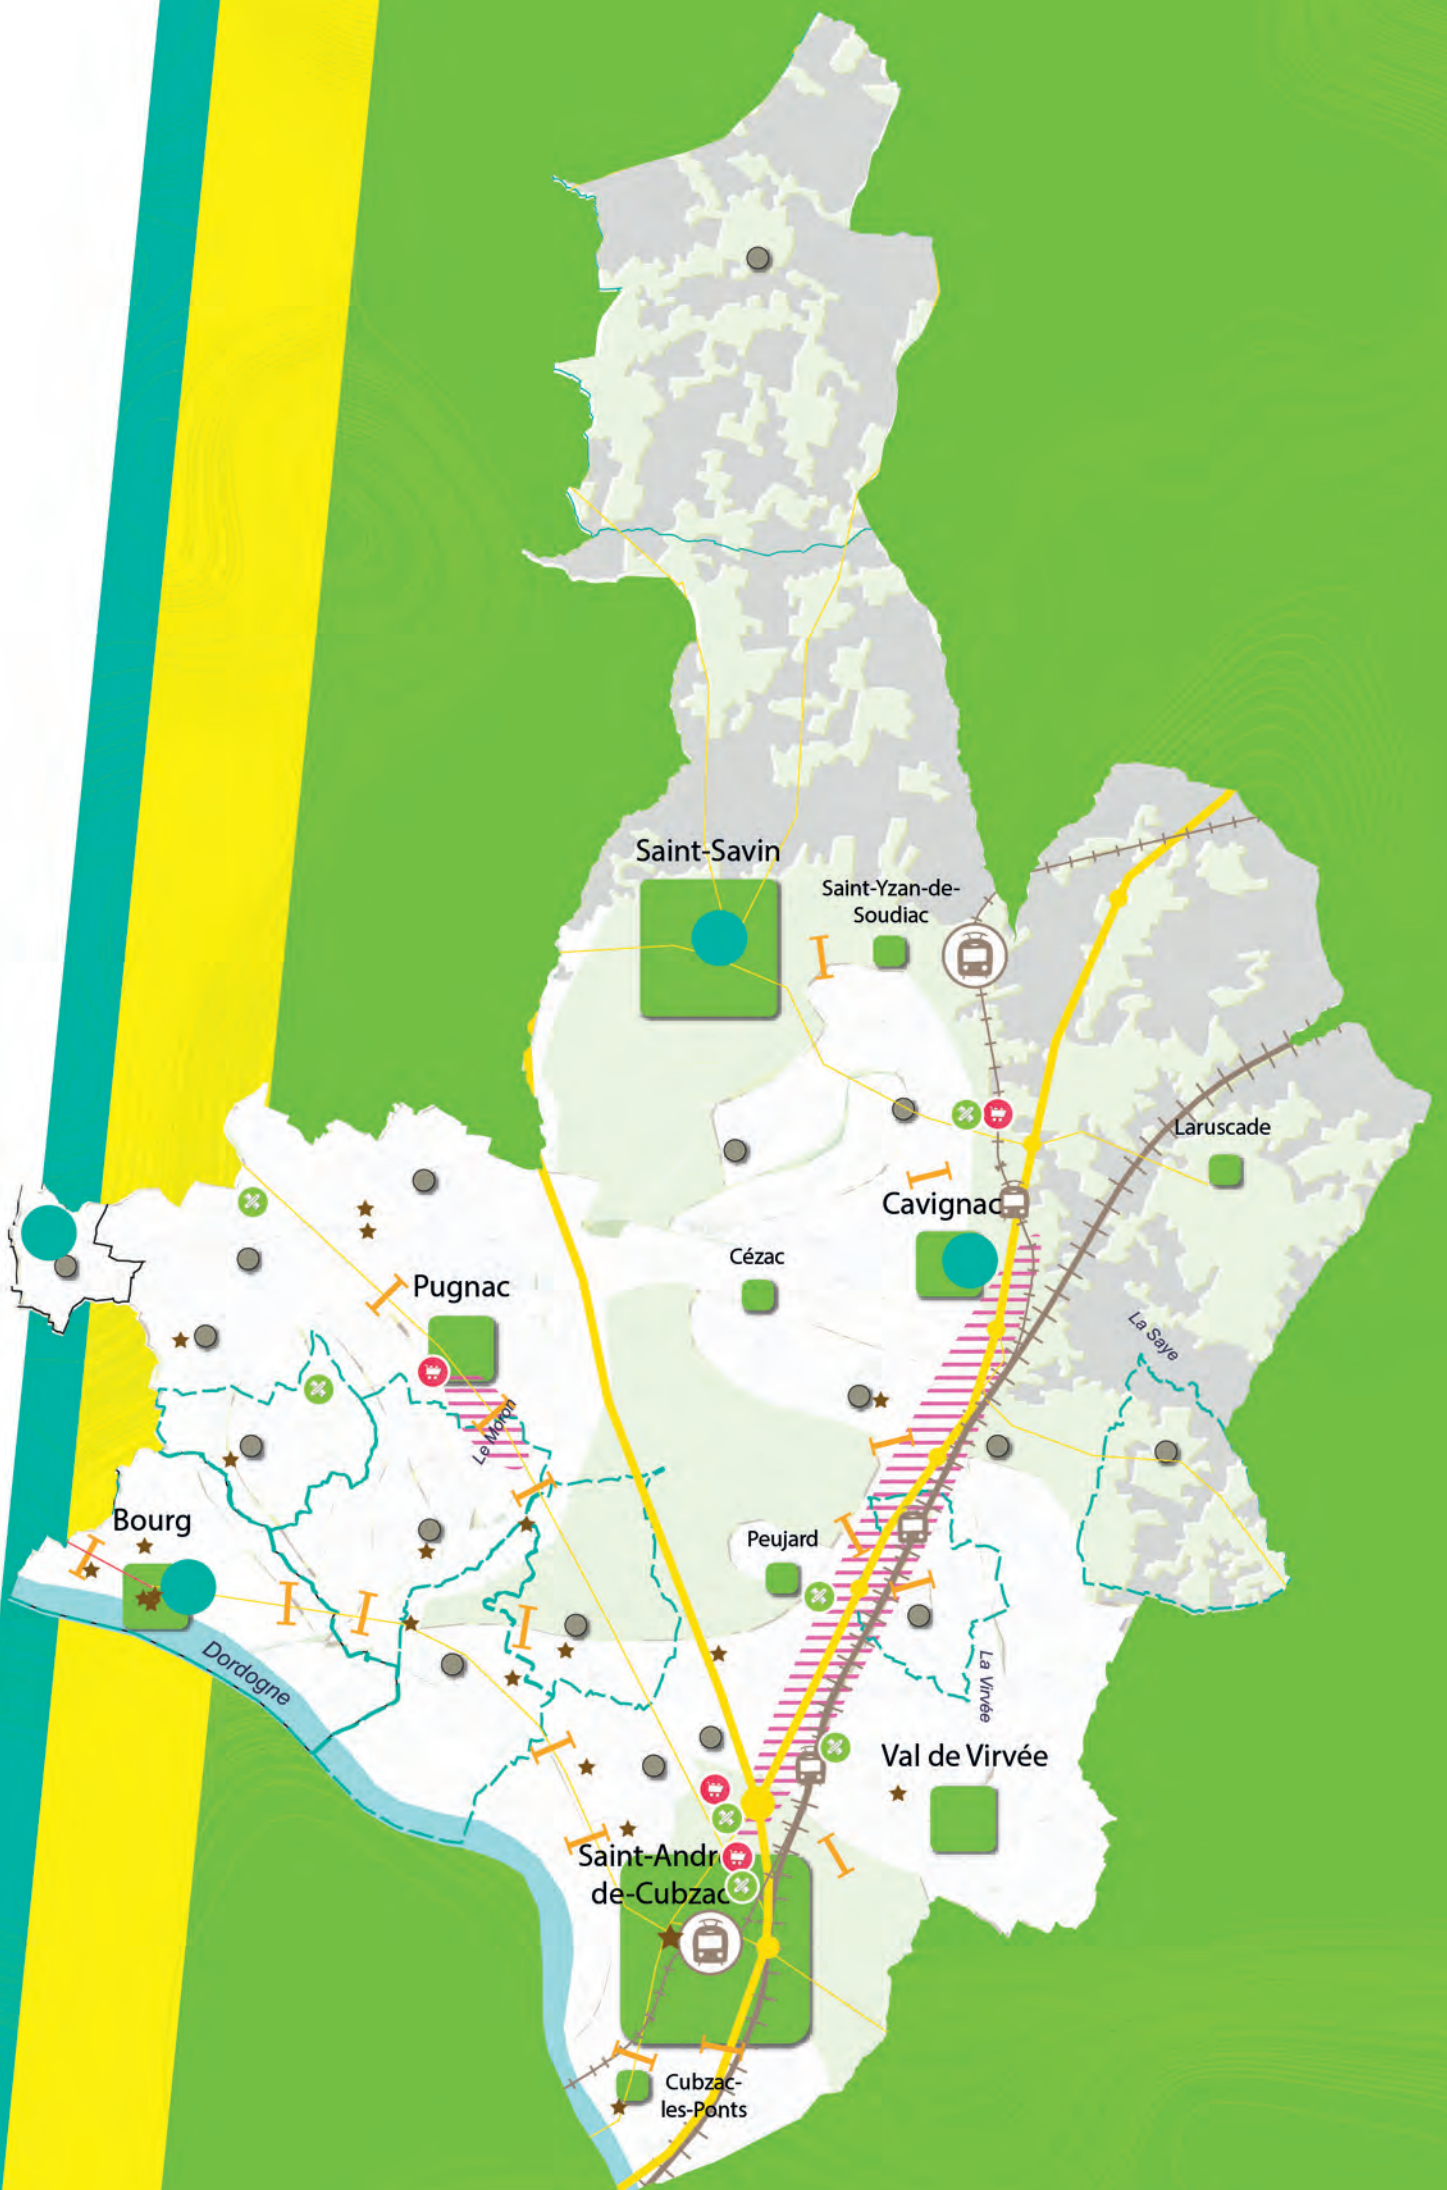 Saint-Savin
Saint-Yzan-de-
Soudiac
Laruscade
Cavignac
Cézac
Pugnac
La Saye
Le Moron
Bourg
Peujard
Dordogne
La Virvée
Val de Virvée
Saint-Andr
de-Cubzac
Cubzac-
les-Ponts